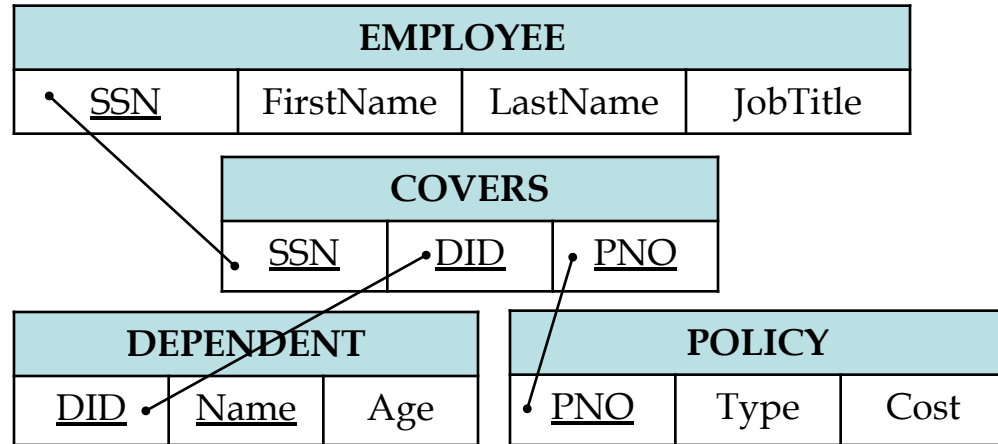 EMPLOYEE
SSN FirstName LastName JobTitle
COVERS
SSN DID PNO
DEPENDENT
DID Name Age
POLICY
PNO Type Cost